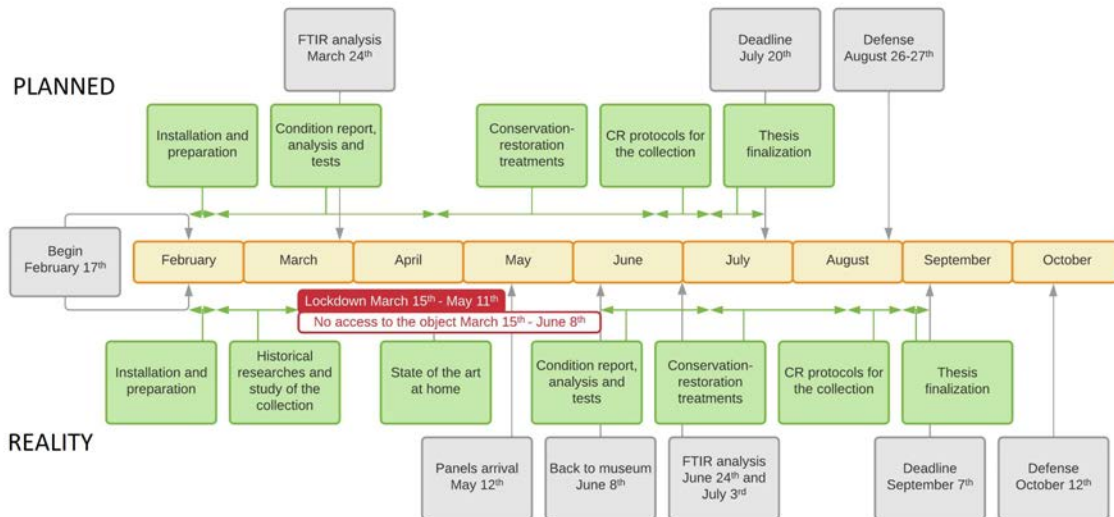 FTIR analysis
March 24th
Deadline
July 20th
Defense
August 26-27th
PLANNED
Installation and
preparation
Condition report,
analysis and
tests
Conservation-
restoration
treatments
CR protocols for
the collection
Thesis
finalization
Begin
February 17th
February
March
April
May
June
July
August
September
October
Lockdown March 15th - May 11th
No access to the object March 15th - June 8th
Installation and
preparation
Historical
researches and
study of the
collection
State of the art
at home
Condition report,
analysis and
tests
Conservation-
restoration
treatments
CR protocols for
the collection
Thesis
finalization
REALITY
Panels arrival
May 12th
Back to museum
June 8th
FTIR analysis
June 24th and
July 3rd
Deadline
September 7th
Defense
October 12th